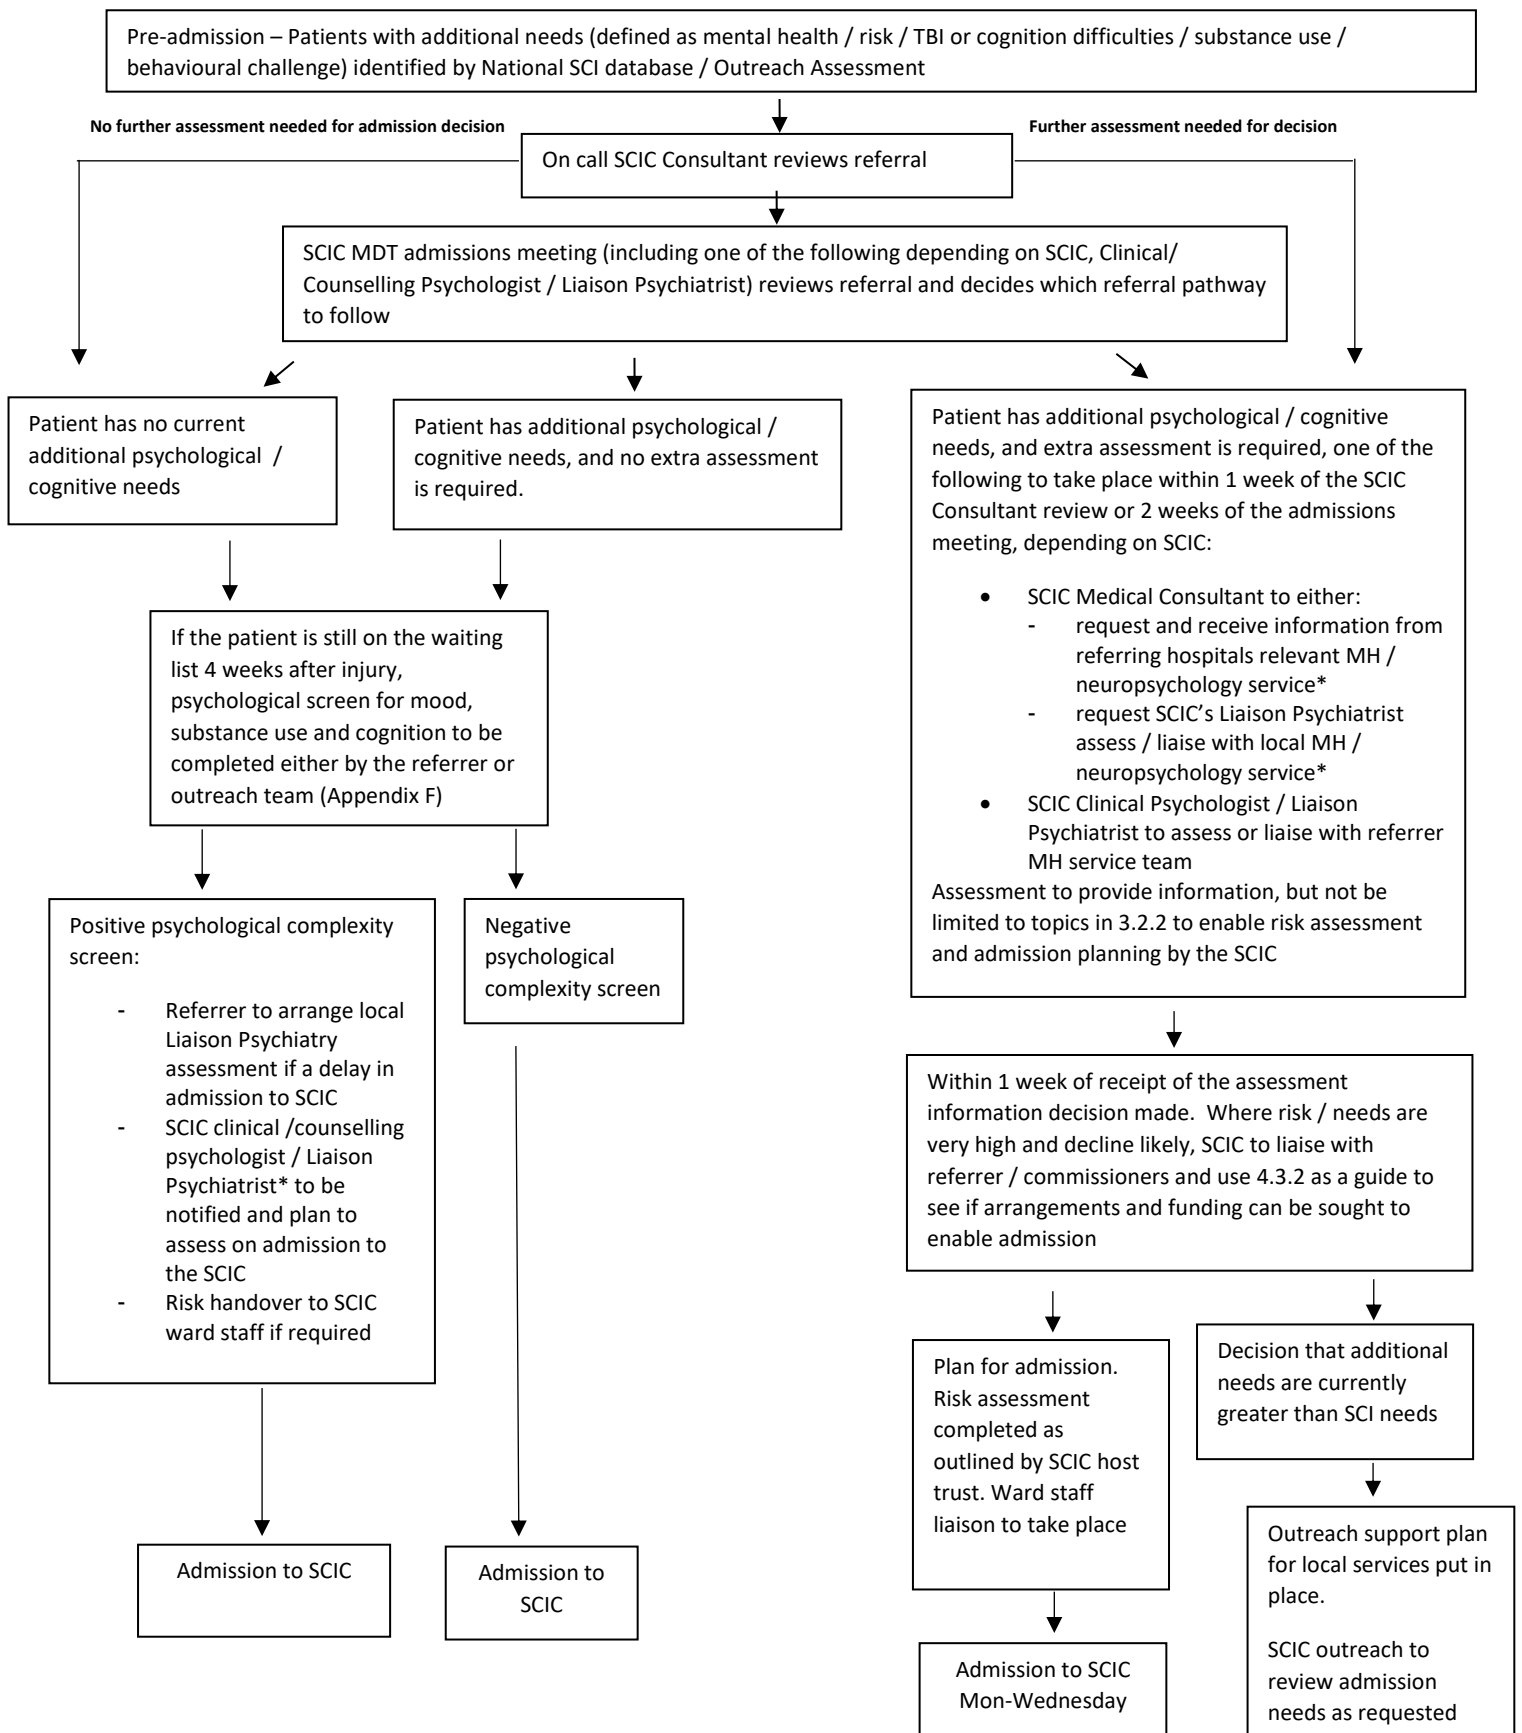 Pre-admission – Patients with additional needs (defined as mental health / risk / TBI or cognition difficulties / substance use /
behavioural challenge) identified by National SCI database / Outreach Assessment
No further assessment needed for admission decision
Further assessment needed for decision
On call SCIC Consultant reviews referral
SCIC MDT admissions meeting (including one of the following depending on SCIC, Clinical/
Counselling Psychologist / Liaison Psychiatrist) reviews referral and decides which referral pathway
to follow
Patient has no current
additional psychological /
cognitive needs
Patient has additional psychological /
cognitive needs, and no extra assessment
is required.
Patient has additional psychological / cognitive
needs, and extra assessment is required, one of the
following to take place within 1 week of the SCIC
Consultant review or 2 weeks of the admissions
meeting, depending on SCIC:
• SCIC Medical Consultant to either:
- request and receive information from
referring hospitals relevant MH /
neuropsychology service*
- request SCIC’s Liaison Psychiatrist
assess / liaise with local MH /
neuropsychology service*
• SCIC Clinical Psychologist / Liaison
Psychiatrist to assess or liaise with referrer
MH service team
Assessment to provide information, but not be
limited to topics in 3.2.2 to enable risk assessment
and admission planning by the SCIC
If the patient is still on the waiting
list 4 weeks after injury,
psychological screen for mood,
substance use and cognition to be
completed either by the referrer or
outreach team (Appendix F)
Positive psychological complexity
screen:
- Referrer to arrange local
Liaison Psychiatry
assessment if a delay in
admission to SCIC
- SCIC clinical /counselling
psychologist / Liaison
Psychiatrist* to be
notified and plan to
assess on admission to
the SCIC
- Risk handover to SCIC
ward staff if required
Negative
psychological
complexity screen
Within 1 week of receipt of the assessment
information decision made. Where risk / needs are
very high and decline likely, SCIC to liaise with
referrer / commissioners and use 4.3.2 as a guide to
see if arrangements and funding can be sought to
enable admission
Plan for admission.
Risk assessment
completed as
outlined by SCIC host
trust. Ward staff
liaison to take place
Decision that additional
needs are currently
greater than SCI needs
Admission to SCIC
Admission to
SCIC
Admission to SCIC
Mon-Wednesday
Outreach support plan
for local services put in
place.
SCIC outreach to
review admission
needs as requested